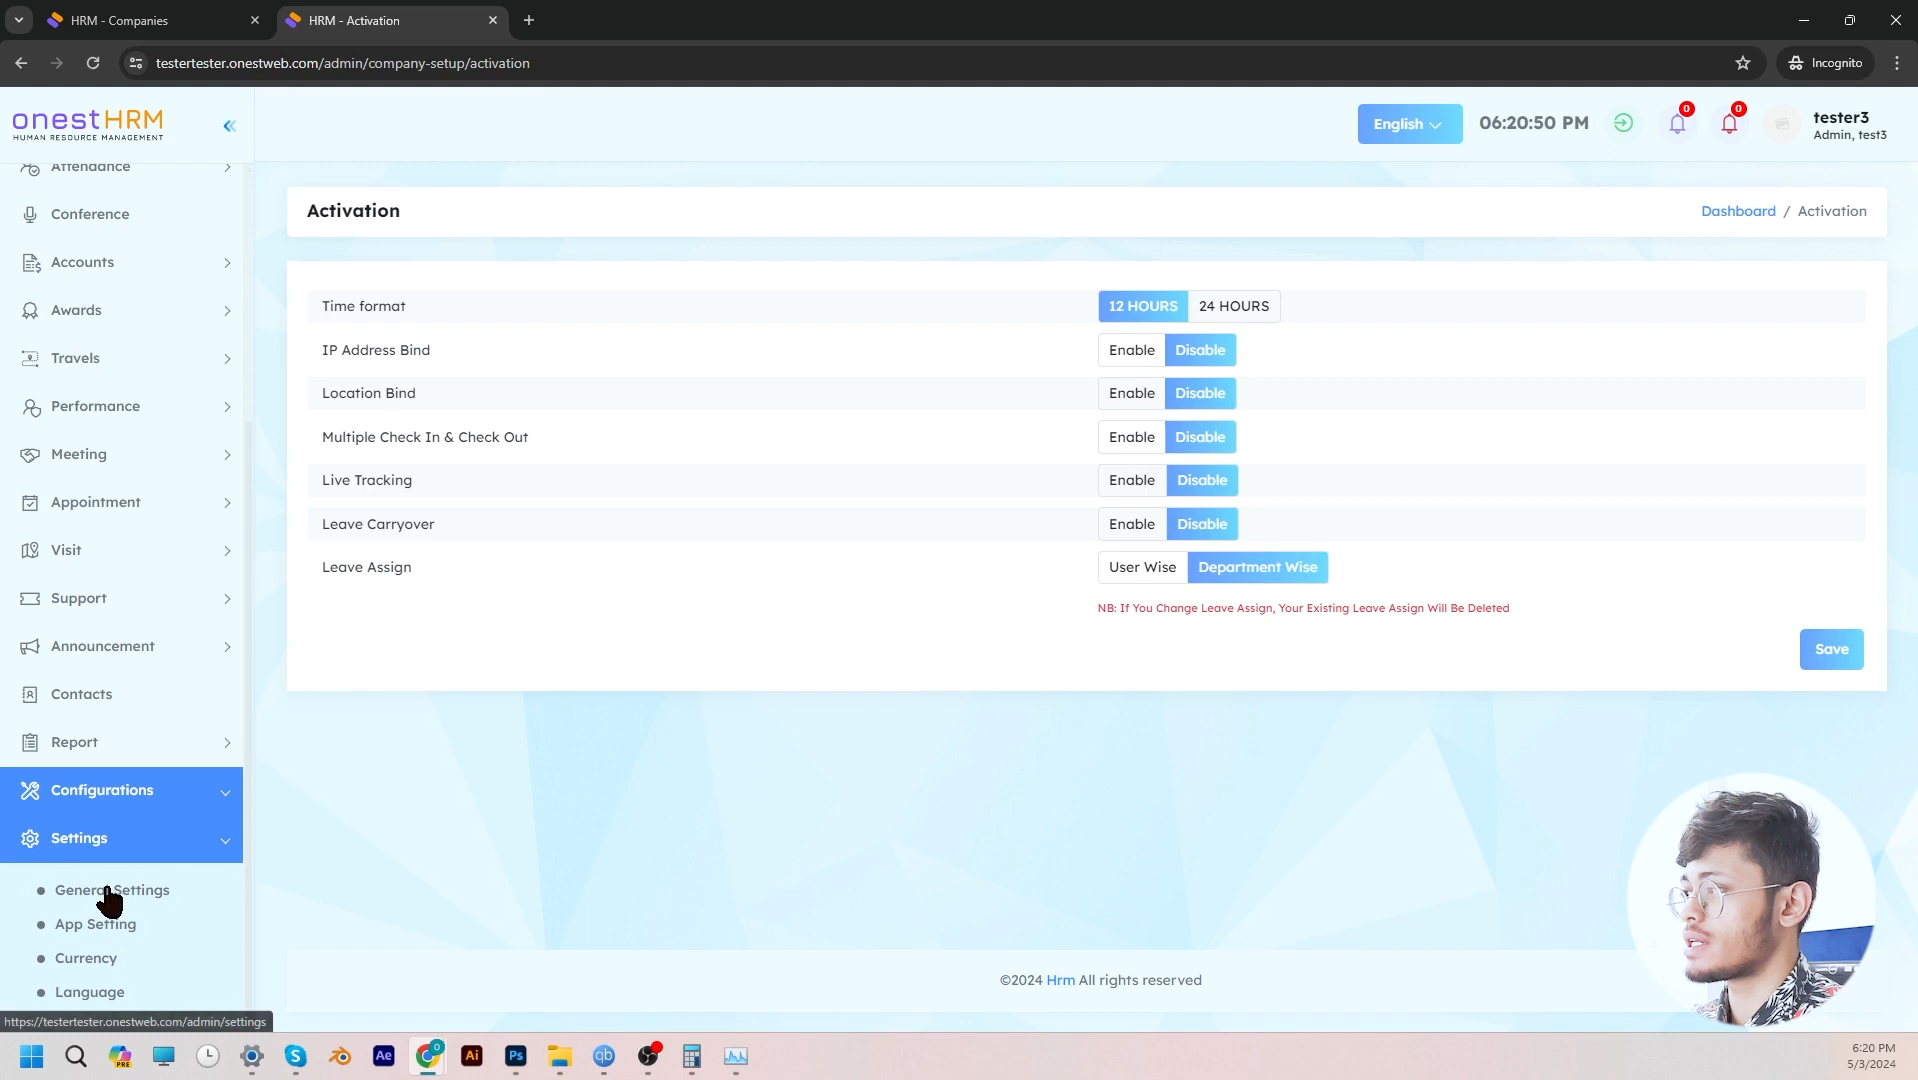 HRM - Companies
HRM - Activation
testertester.onestweb.com/admin/company-setup/activation
Incognito
onestHRM
HUMAN RESOURCE MANAGEMENT
English
06:20:50 PM
0
0
tester3
Admin, test3
Attendance
Conference
Accounts
Awards
Travels
Performance
Meeting
Appointment
Visit
Support
Announcement
Contacts
Report
Configurations
Settings
General Settings
App Setting
Currency
Language
Activation
Dashboard / Activation
Time format
12 HOURS 24 HOURS
IP Address Bind
Enable Disable
Location Bind
Enable Disable
Multiple Check In & Check Out
Enable Disable
Live Tracking
Enable Disable
Leave Carryover
Enable Disable
Leave Assign
User Wise Department Wise
NB: If You Change Leave Assign, Your Existing Leave Assign Will Be Deleted
Save
©2024 Hrm All rights reserved
https://testertester.onestweb.com/admin/settings
PRE
S
Ae
0
Ai
Ps
qb
6:20 PM
5/3/2024